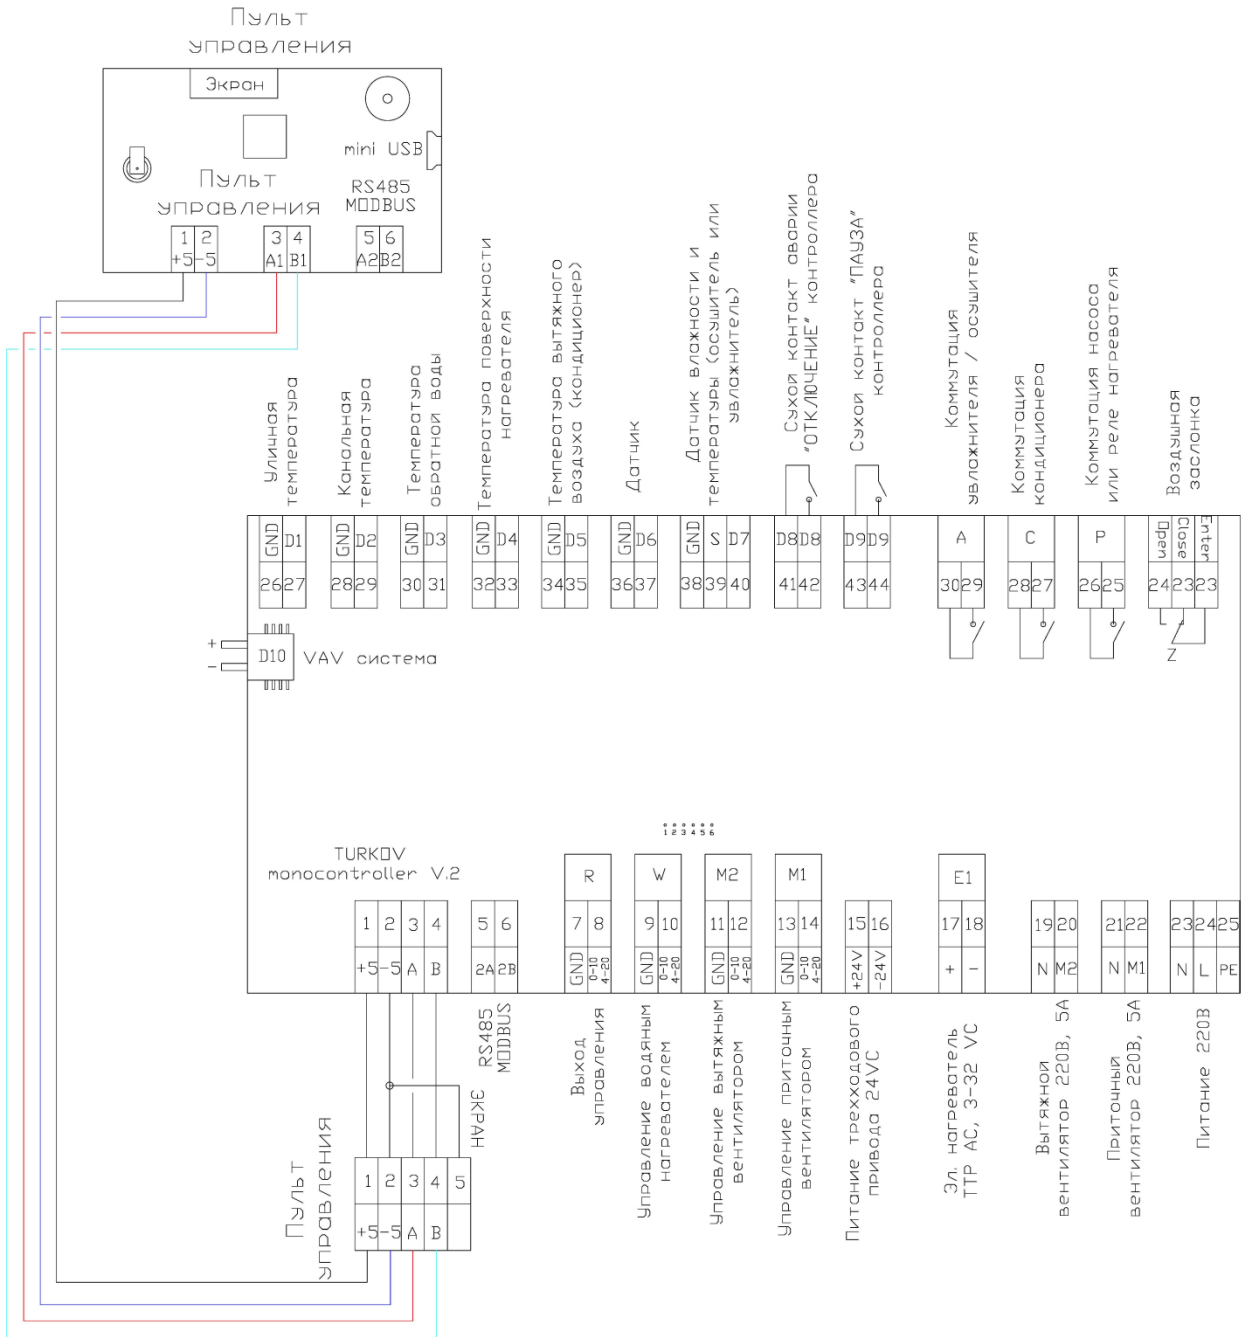 Пульт
управления
Экран
mini USB
Пульт
управления
RS485
MODBUS
1 2 3 4 5 6
+5 -5 A1 B1 A2 B2
Уличная
температура
Канальная
температура
Температура
обратной воды
Температура поверхности
нагревателя
Температура вытяжного
воздуха (кондиционер)
Датчик
Датчик влажности и
температуры (осушитель или
увлажнитель)
Сухой контакт аварии
"ОТКЛЮЧЕНИЕ" контроллера
Сухой контакт "ПАУЗА"
контроллера
Коммутация
увлажнителя / осушителя
Коммутация
кондиционера
Коммутация насоса
или реле нагревателя
Воздушная
заслонка
GND D1 GND D2 GND D3 GND D4 GND D5 GND D6 GND S D7 D8 D8 D9 D9 A C P Open Close Enter
26 27 28 29 30 31 32 33 34 35 36 37 38 39 40 41 42 43 44 30 29 28 27 26 25 24 23 23
Z
+
-
D10 VAV система
1 2 3 4 5 6
TURKOV
monocontroller V.2
R W M2 M1 E1
1 2 3 4 5 6 7 8 9 10 11 12 13 14 15 16 17 18 19 20 21 22 23 24 25
+5 -5 A B 2A 2B GND 0-10 4-20 GND 0-10 4-20 GND 0-10 4-20 GND 0-10 4-20 +24V -24V + - N M2 N M1 N L PE
RS485
MODBUS
Выход
управления
Управление водяным
нагревателем
Управление вытяжным
вентилятором
Управление приточным
вентилятором
Питание трехходового
привода 24VC
Эл. нагреватель
ТТР АС, 3-32 VC
Вытяжной
вентилятор 220В, 5А
Приточный
вентилятор 220В, 5А
Питание 220В
ЭКРАН
Пульт
управления
1 2 3 4 5
+5 -5 A B